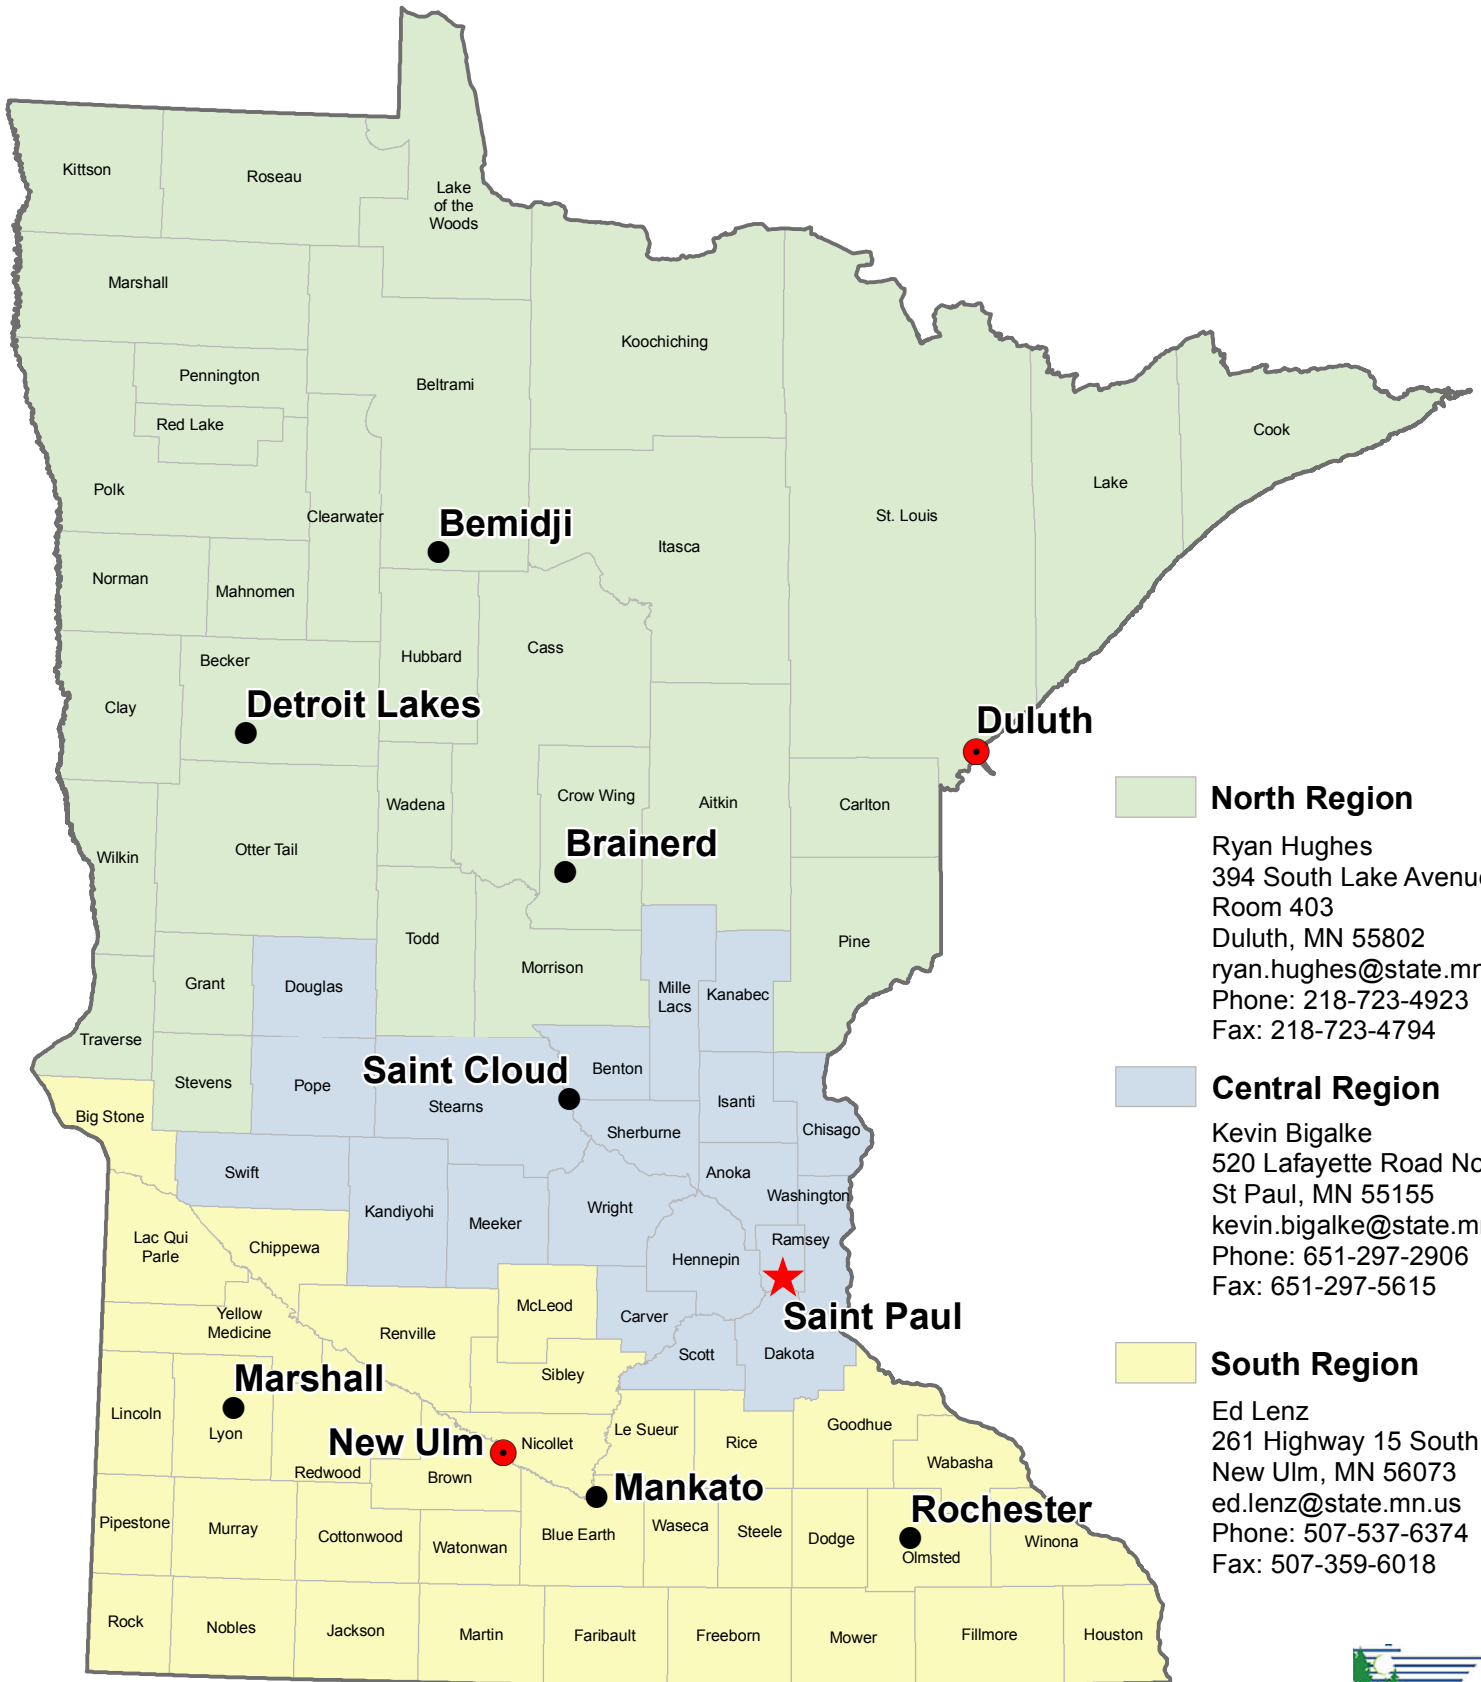 Kittson
Roseau
Lake
of the
Woods
Marshall
Koochiching
Pennington
Beltrami
Red Lake
Cook
Polk
Lake
Clearwater
St. Louis
Bemidji
Itasca
Norman
Mahnomen
Becker
Hubbard
Cass
Clay
Detroit Lakes
Duluth
Wadena
Crow Wing
Aitkin
Carlton
Brainerd
Wilkin
Otter Tail
Todd
Pine
Morrison
Grant
Douglas
Mille
Lacs
Kanabec
Traverse
Saint Cloud
Benton
Stevens
Pope
Stearns
Isanti
Big Stone
Sherburne
Chisago
Swift
Anoka
Washington
Kandiyohi
Meeker
Wright
Lac Qui
Parle
Chippewa
Hennepin
Ramsey
McLeod
Carver
Saint Paul
Yellow
Medicine
Renville
Scott
Dakota
Marshall
Sibley
Lincoln
Lyon
New Ulm
Nicollet
Le Sueur
Rice
Goodhue
Redwood
Brown
Wabasha
Mankato
Rochester
Pipestone
Murray
Cottonwood
Watonwan
Blue Earth
Waseca
Steele
Dodge
Olmsted
Winona
Rock
Nobles
Jackson
Martin
Faribault
Freeborn
Mower
Fillmore
Houston
North Region
Ryan Hughes
394 South Lake Avenue
Room 403
Duluth, MN 55802
ryan.hughes@state.mn
Phone: 218-723-4923
Fax: 218-723-4794
Central Region
Kevin Bigalke
520 Lafayette Road No
St Paul, MN 55155
kevin.bigalke@state.m
Phone: 651-297-2906
Fax: 651-297-5615
South Region
Ed Lenz
261 Highway 15 South
New Ulm, MN 56073
ed.lenz@state.mn.us
Phone: 507-537-6374
Fax: 507-359-6018